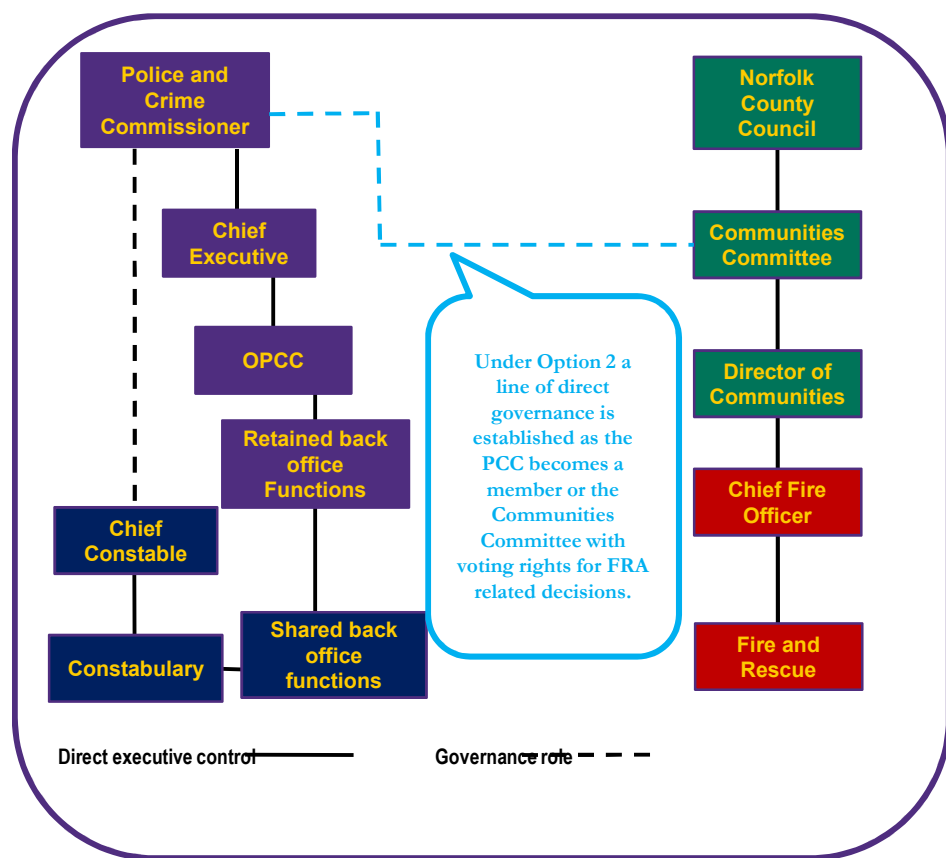 Police and
Crime
Commissioner
Norfolk
County
Council
Chief
Executive
Communities
Committee
OPCC
Under Option 2 a
line of direct
governance is
established as the
PCC becomes a
member or the
Communities
Committee with
voting rights for FRA
related decisions.
Director of
Communities
Retained back
office
Functions
Chief Fire
Officer
Chief
Constable
Constabulary
Shared back
office
functions
Fire and
Rescue
Direct executive control
Governance role